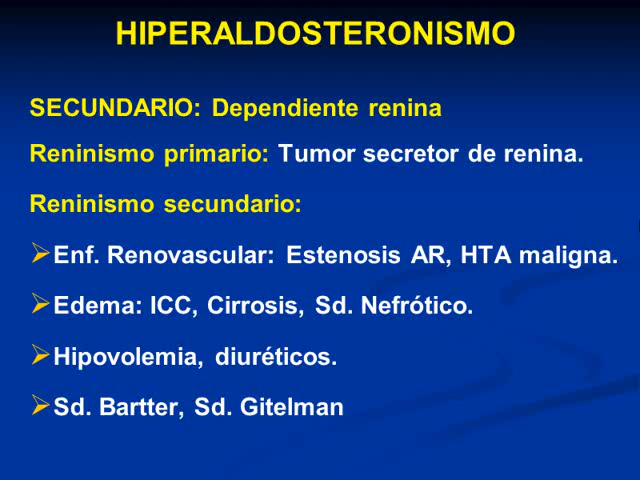 HIPERALDOSTERONISMO
SECUNDARIO: Dependiente renina
Reninismo primario: Tumor secretor de renina.
Reninismo secundario:
Enf. Renovascular: Estenosis AR, HTA maligna.
Edema: ICC, Cirrosis, Sd. Nefrótico.
Hipovolemia, diuréticos.
Sd. Bartter, Sd. Gitelman